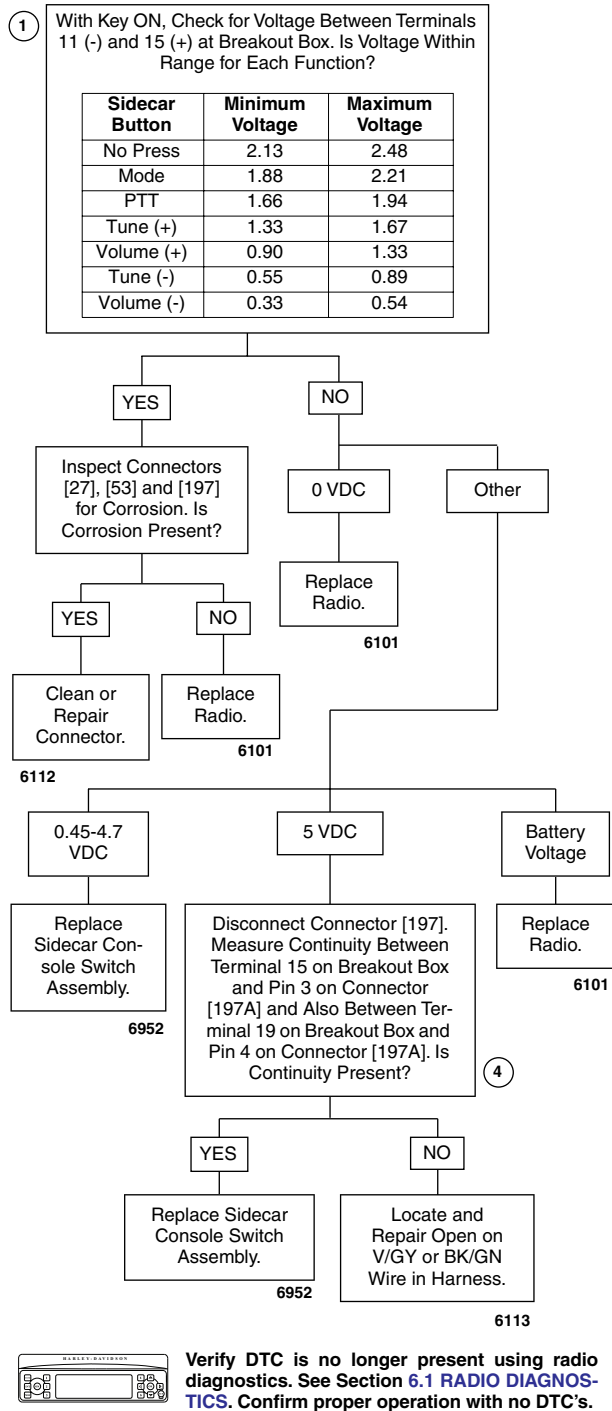 1
With Key ON, Check for Voltage Between Terminals
11 (-) and 15 (+) at Breakout Box. Is Voltage Within
Range for Each Function?
Sidecar Button Minimum Voltage Maximum Voltage
No Press 2.13 2.48
Mode 1.88 2.21
PTT 1.66 1.94
Tune (+) 1.33 1.67
Volume (+) 0.90 1.33
Tune (-) 0.55 0.89
Volume (-) 0.33 0.54
YES
NO
Inspect Connectors
[27], [53] and [197]
for Corrosion. Is
Corrosion Present?
0 VDC
Other
Replace
Radio.
6101
YES
NO
Clean or
Repair
Connector.
6112
Replace
Radio.
6101
0.45-4.7
VDC
5 VDC
Battery
Voltage
Replace
Sidecar Con-
sole Switch
Assembly.
6952
Disconnect Connector [197].
Measure Continuity Between
Terminal 15 on Breakout Box
and Pin 3 on Connector
[197A] and Also Between Ter-
minal 19 on Breakout Box and
Pin 4 on Connector [197A]. Is
Continuity Present?
4
Replace
Radio.
6101
YES
NO
Replace Sidecar
Console Switch
Assembly.
6952
Locate and
Repair Open on
V/GY or BK/GN
Wire in Harness.
6113
HARLEY-DAVIDSON
Verify DTC is no longer present using radio
diagnostics. See Section 6.1 RADIO DIAGNOS-
TICS. Confirm proper operation with no DTC's.